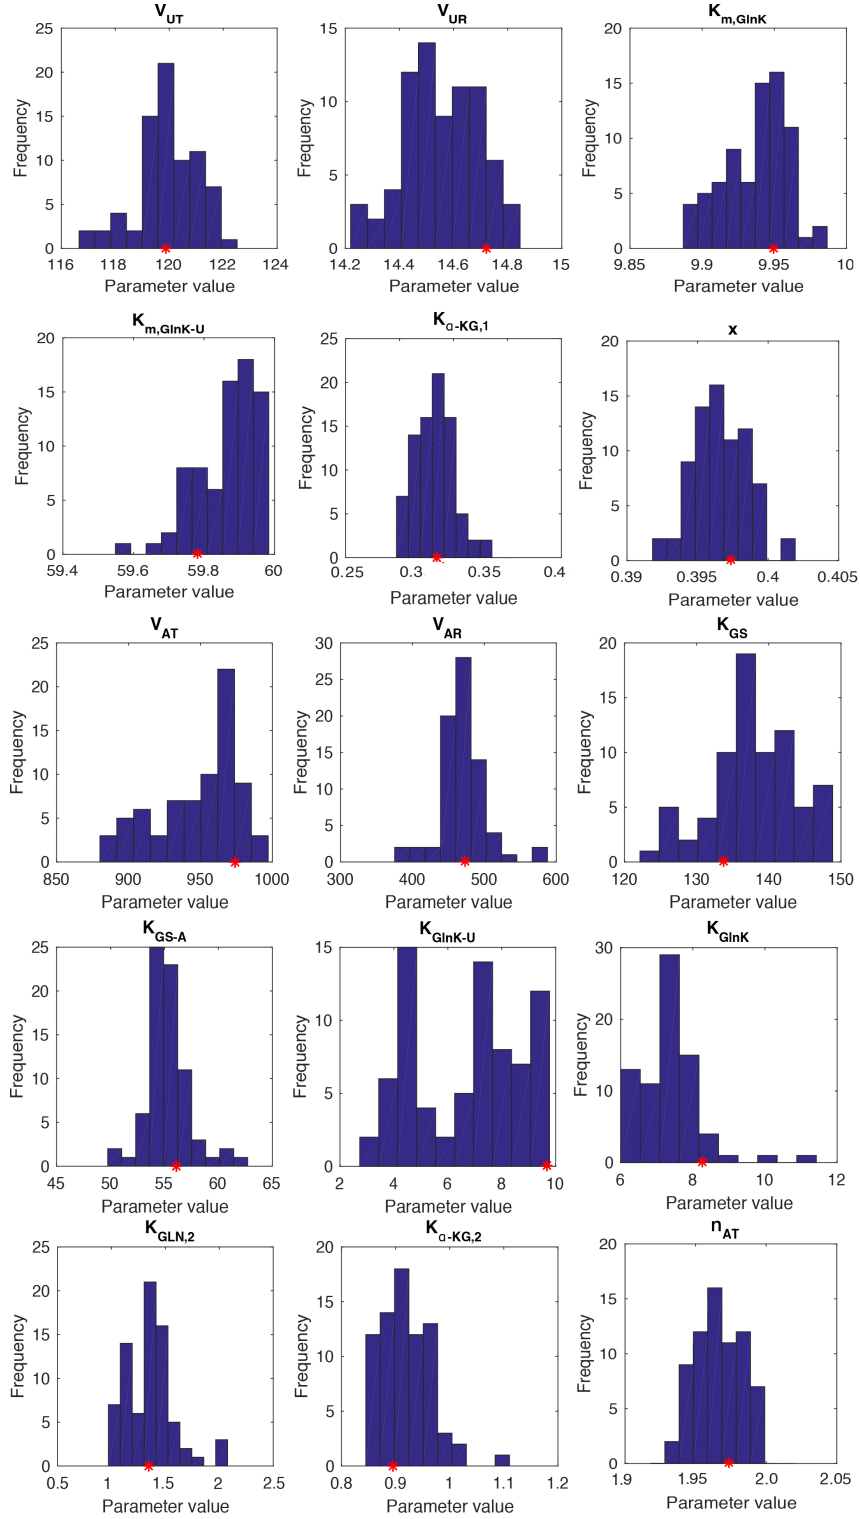 V_UT
25
20
15
10
5
0
Frequency
116 118 120 122 124
Parameter value
V_UR
15
10
5
0
Frequency
14.2 14.4 14.6 14.8 15
Parameter value
K_m,GlnK
20
15
10
5
0
Frequency
9.85 9.9 9.95 10
Parameter value
K_m,GlnK-U
20
15
10
5
0
Frequency
59.4 59.6 59.8 60
Parameter value
K_α-KG,1
25
20
15
10
5
0
Frequency
0.25 0.3 0.35 0.4
Parameter value
x
20
15
10
5
0
Frequency
0.39 0.395 0.4 0.405
Parameter value
V_AT
25
20
15
10
5
0
Frequency
850 900 950 1000
Parameter value
V_AR
30
25
20
15
10
5
0
Frequency
300 400 500 600
Parameter value
K_GS
20
15
10
5
0
Frequency
120 130 140 150
Parameter value
K_GS-A
25
20
15
10
5
0
Frequency
45 50 55 60 65
Parameter value
K_GlnK-U
15
10
5
0
Frequency
2 4 6 8 10
Parameter value
K_GlnK
30
20
10
0
Frequency
6 8 10 12
Parameter value
K_GLN,2
25
20
15
10
5
0
Frequency
0.5 1 1.5 2 2.5
Parameter value
K_α-KG,2
20
15
10
5
0
Frequency
0.8 0.9 1 1.1 1.2
Parameter value
n_AT
20
15
10
5
0
Frequency
1.9 1.95 2.0 2.05
Parameter value